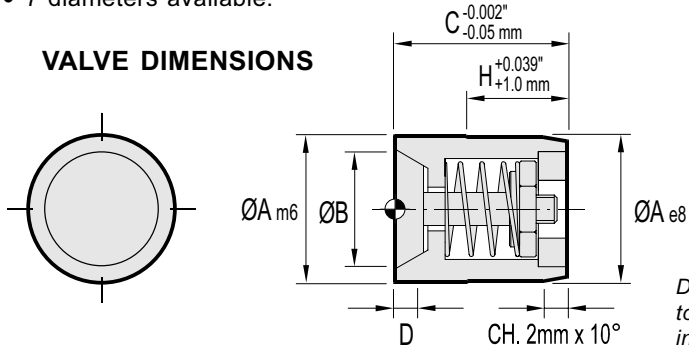 • 7 diameters available.
VALVE DIMENSIONS
C -0.002"
-0.05 mm
H +0.039"
+1.0 mm
ØA m6
ØB
ØA e8
D
CH. 2mm x 10°